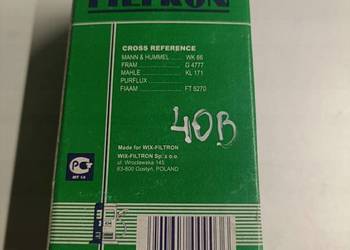 FILTRON
CROSS REFERENCE
MANN & HUMMEL ...... WK 66
FRAM ...... G 4777
MAHLE ...... KL 171
PURFLUX ......
FIAAM ...... FT 5270
40B
Made for WIX-FILTRON
WIX-FILTRON Sp. z o.o.
ul. Wrocławska 145
63-800 Gostyń, POLAND